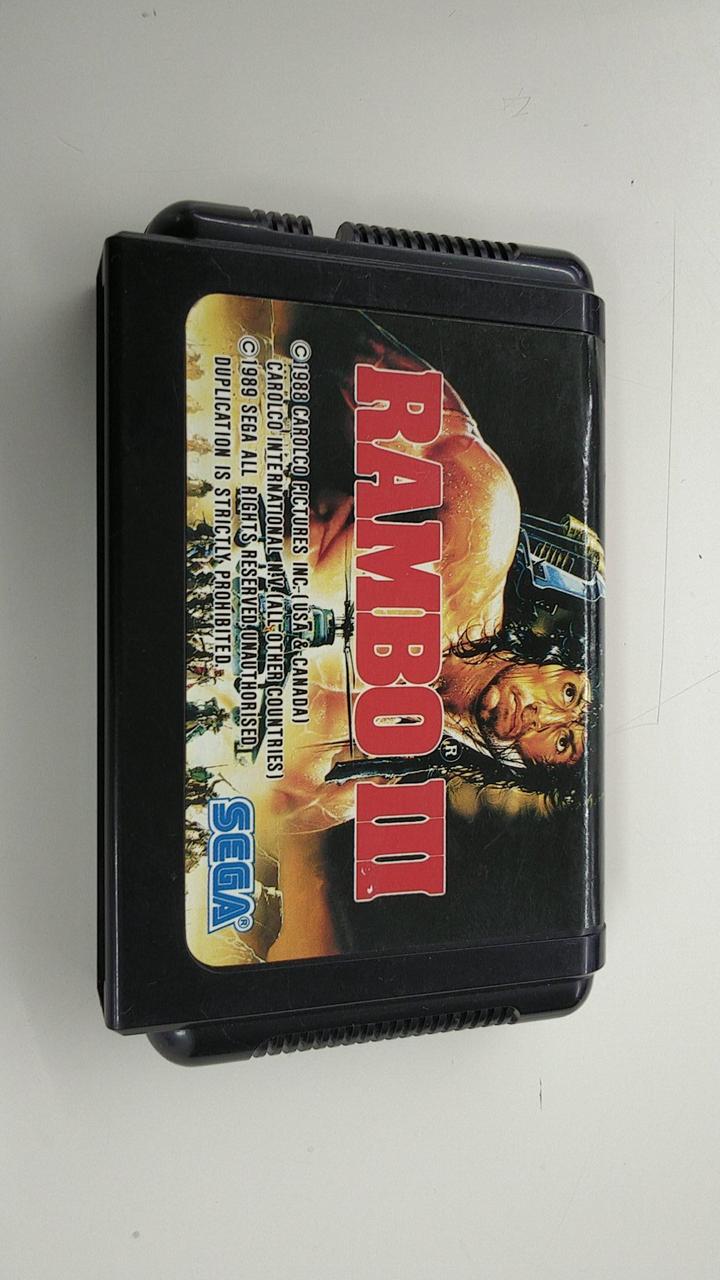 RAMBO® III
©1988 CAROLCO PICTURES INC.(USA & CANADA)
CAROLCO INTERNATIONAL N.V.(ALL OTHER COUNTRIES)
©1989 SEGA ALL RIGHTS RESERVED.UNAUTHORISED
DUPLICATION IS STRICTLY PROHIBITED.
SEGA®